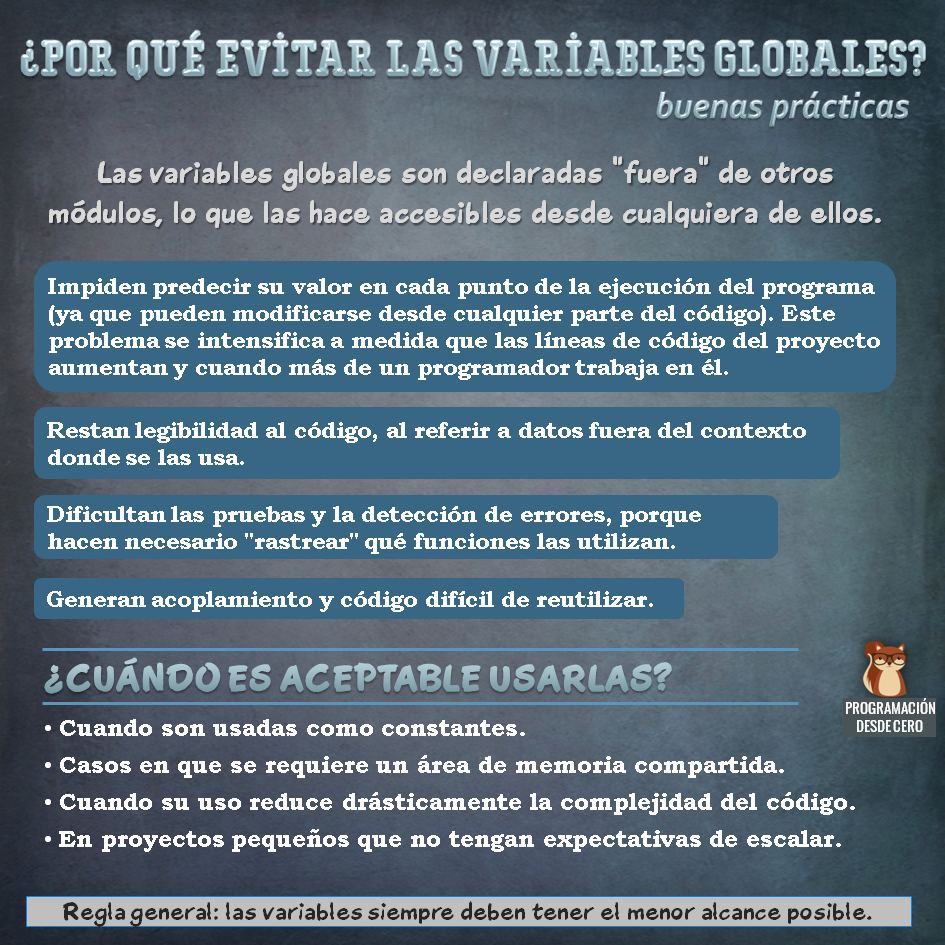 ¿POR QUÉ EVITAR LAS VARIABLES GLOBALES?
buenas prácticas
Las variables globales son declaradas "fuera" de otros
módulos, lo que las hace accesibles desde cualquiera de ellos.
Impiden predecir su valor en cada punto de la ejecución del programa
(ya que pueden modificarse desde cualquier parte del código). Este
problema se intensifica a medida que las líneas de código del proyecto
aumentan y cuando más de un programador trabaja en él.
Restan legibilidad al código, al referir a datos fuera del contexto
donde se las usa.
Dificultan las pruebas y la detección de errores, porque
hacen necesario "rastrear" qué funciones las utilizan.
Generan acoplamiento y código difícil de reutilizar.
¿CUÁNDO ES ACEPTABLE USARLAS?
• Cuando son usadas como constantes.
• Casos en que se requiere un área de memoria compartida.
• Cuando su uso reduce drásticamente la complejidad del código.
• En proyectos pequeños que no tengan expectativas de escalar.
PROGRAMACIÓN
DESDE CERO
Regla general: las variables siempre deben tener el menor alcance posible.